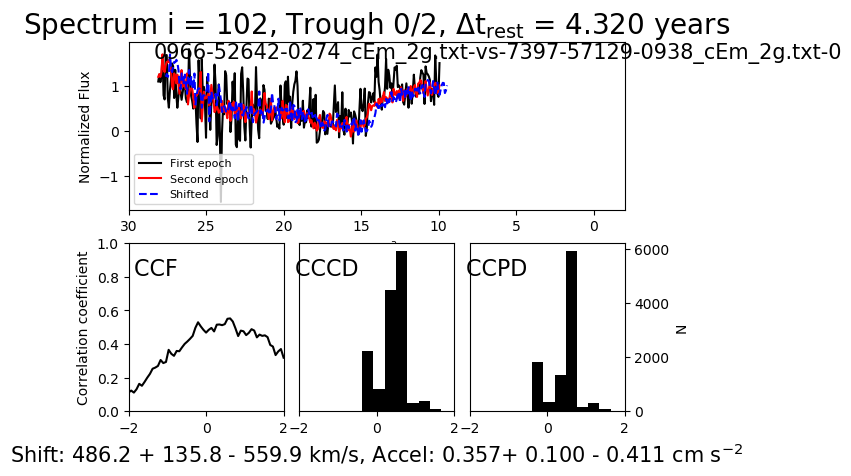 Spectrum i = 102, Trough 0/2, Δt_rest = 4.320 years
0966-52642-0274_cEm_2g.txt-vs-7397-57129-0938_cEm_2g.txt-0
Normalized Flux
1
0
−1
First epoch
Second epoch
Shifted
30 25 20 15 10 5 0
Correlation coefficient
1.0
0.8
0.6
0.4
0.2
0.0
CCF
CCCD
CCPD
6000
4000
2000
0
N
−2 0 2 −2 0 2 −2 0 2
Shift: 486.2 + 135.8 - 559.9 km/s, Accel: 0.357+ 0.100 - 0.411 cm s⁻²